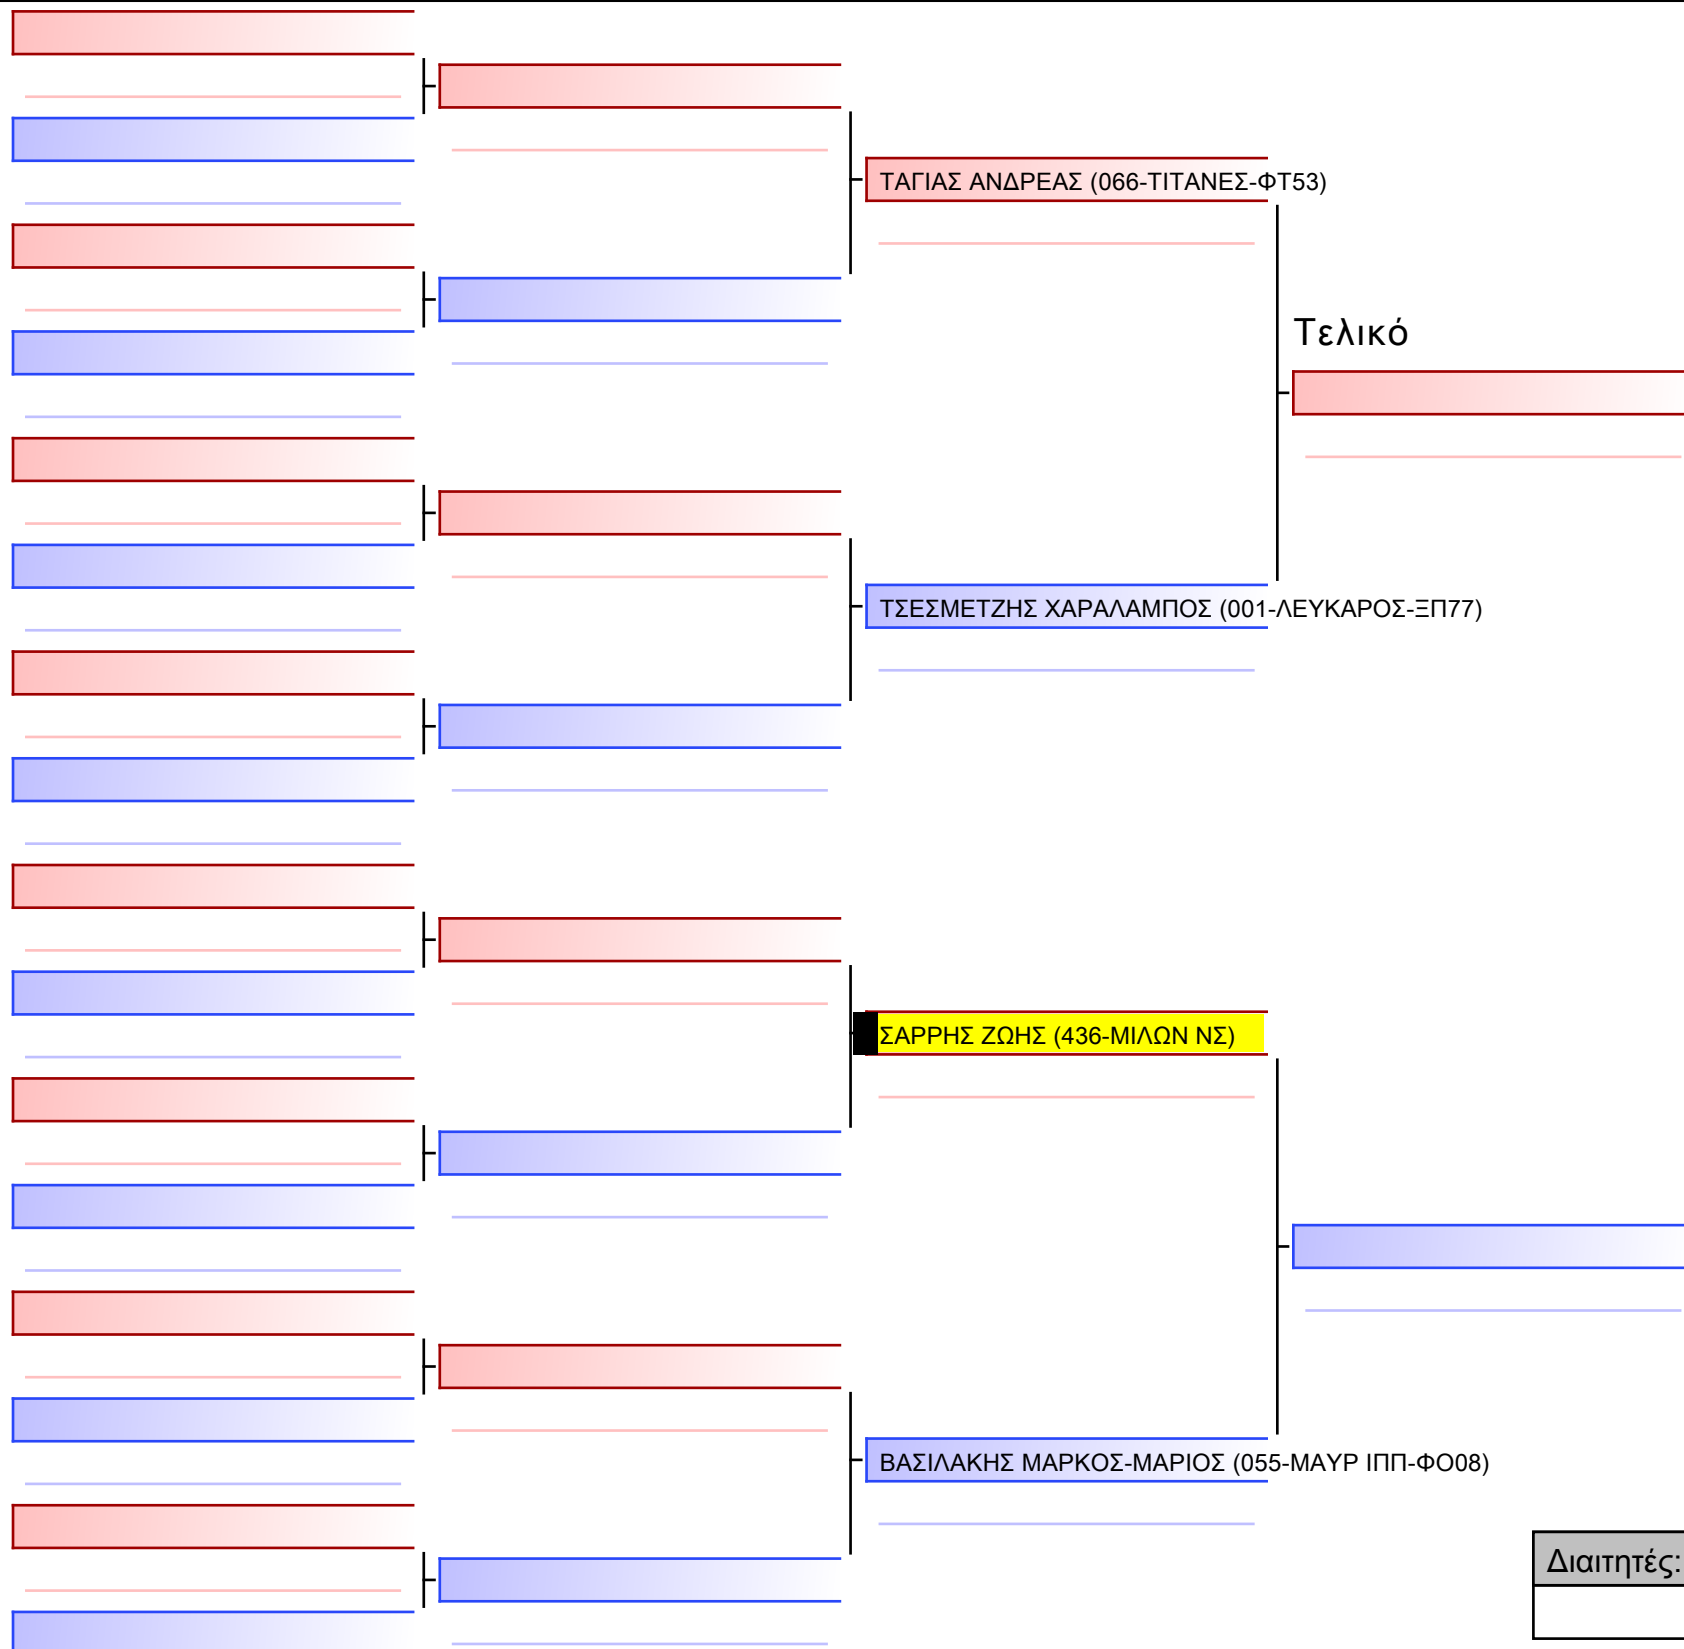 ΤΑΓΙΑΣ ΑΝΔΡΕΑΣ (066-ΤΙΤΑΝΕΣ-ΦΤ53)
Τελικό
ΤΣΕΣΜΕΤΖΗΣ ΧΑΡΑΛΑΜΠΟΣ (001-ΛΕΥΚΑΡΟΣ-ΞΠ77)
ΣΑΡΡΗΣ ΖΩΗΣ (436-ΜΙΛΩΝ ΝΣ)
ΒΑΣΙΛΑΚΗΣ ΜΑΡΚΟΣ-ΜΑΡΙΟΣ (055-ΜΑΥΡ ΙΠΠ-ΦΟ08)
Διαιτητές: